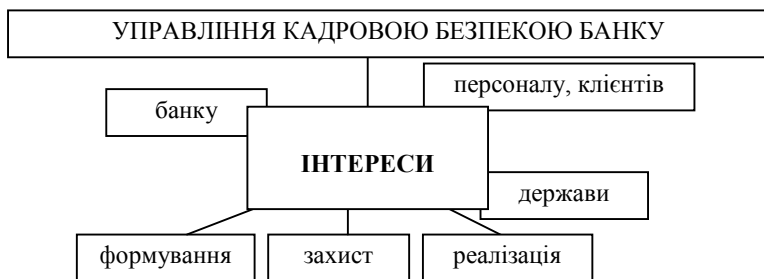 УПРАВЛІННЯ КАДРОВОЮ БЕЗПЕКОЮ БАНКУ
персоналу, клієнтів
банку
ІНТЕРЕСИ
держави
формування
захист
реалізація